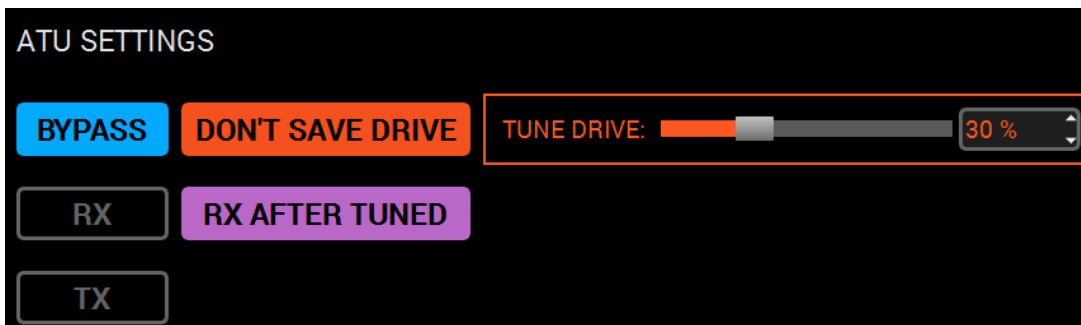 ATU SETTINGS
BYPASS DON'T SAVE DRIVE TUNE DRIVE: 30 %
RX RX AFTER TUNED
TX